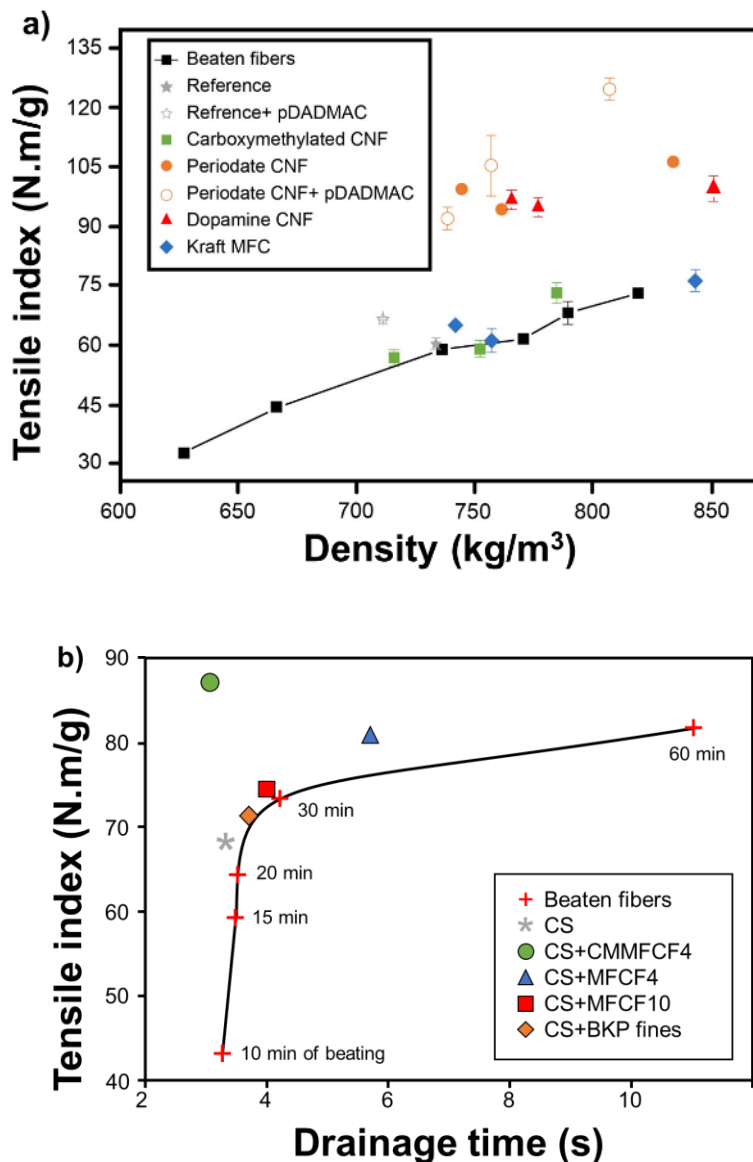 a)
Tensile index (N.m/g)
135
120
105
90
75
60
45
30
Beaten fibers
Reference
Refrence+ pDADMAC
Carboxymethylated CNF
Periodate CNF
Periodate CNF+ pDADMAC
Dopamine CNF
Kraft MFC
600 650 700 750 800 850
Density (kg/m³)
b)
Tensile index (N.m/g)
90
80
70
60
50
40
60 min
30 min
20 min
15 min
10 min of beating
Beaten fibers
CS
CS+CMMFCF4
CS+MFCF4
CS+MFCF10
CS+BKP fines
2 4 6 8 10
Drainage time (s)